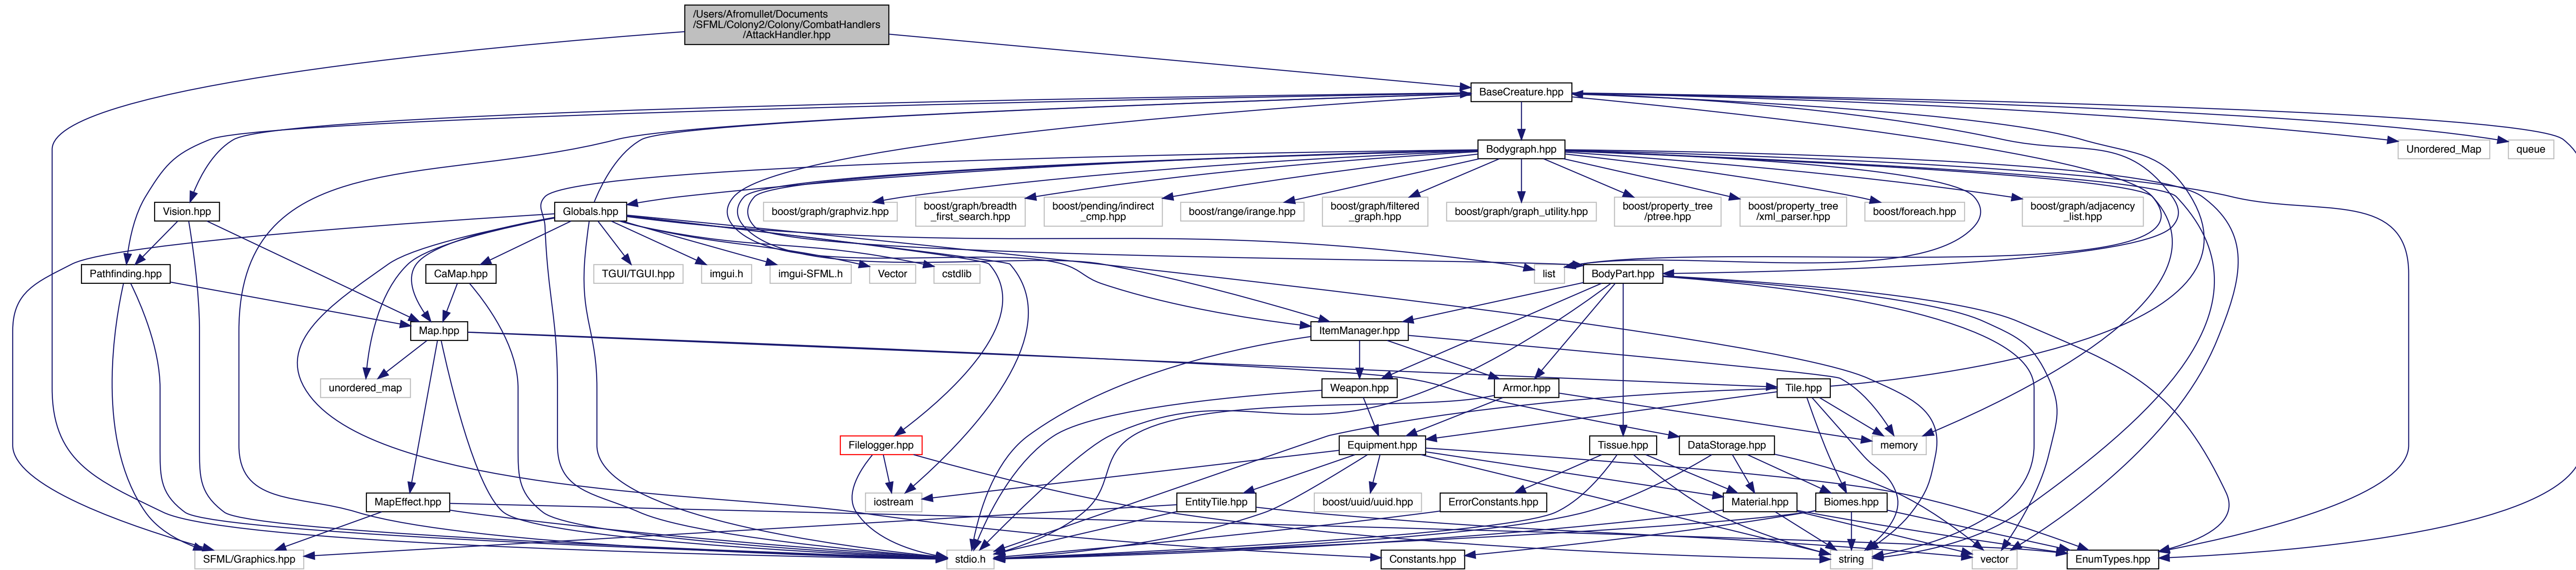 /Users/Afromullet/Documents
/SFML/Colony2/Colony/CombatHandlers
/AttackHandler.hpp
BaseCreature.hpp
Bodygraph.hpp
Unordered_Map
queue
Vision.hpp
Globals.hpp
boost/graph/graphviz.hpp
boost/graph/breadth
_first_search.hpp
boost/pending/indirect
_cmp.hpp
boost/range/irange.hpp
boost/graph/filtered
_graph.hpp
boost/graph/graph_utility.hpp
boost/property_tree
/ptree.hpp
boost/property_tree
/xml_parser.hpp
boost/foreach.hpp
boost/graph/adjacency
_list.hpp
Pathfinding.hpp
CaMap.hpp
TGUI/TGUI.hpp
imgui.h
imgui-SFML.h
Vector
cstdlib
list
BodyPart.hpp
Map.hpp
ItemManager.hpp
unordered_map
Weapon.hpp
Armor.hpp
Tile.hpp
Filelogger.hpp
Equipment.hpp
Tissue.hpp
DataStorage.hpp
memory
MapEffect.hpp
iostream
EntityTile.hpp
boost/uuid/uuid.hpp
ErrorConstants.hpp
Material.hpp
Biomes.hpp
SFML/Graphics.hpp
stdio.h
Constants.hpp
string
vector
EnumTypes.hpp